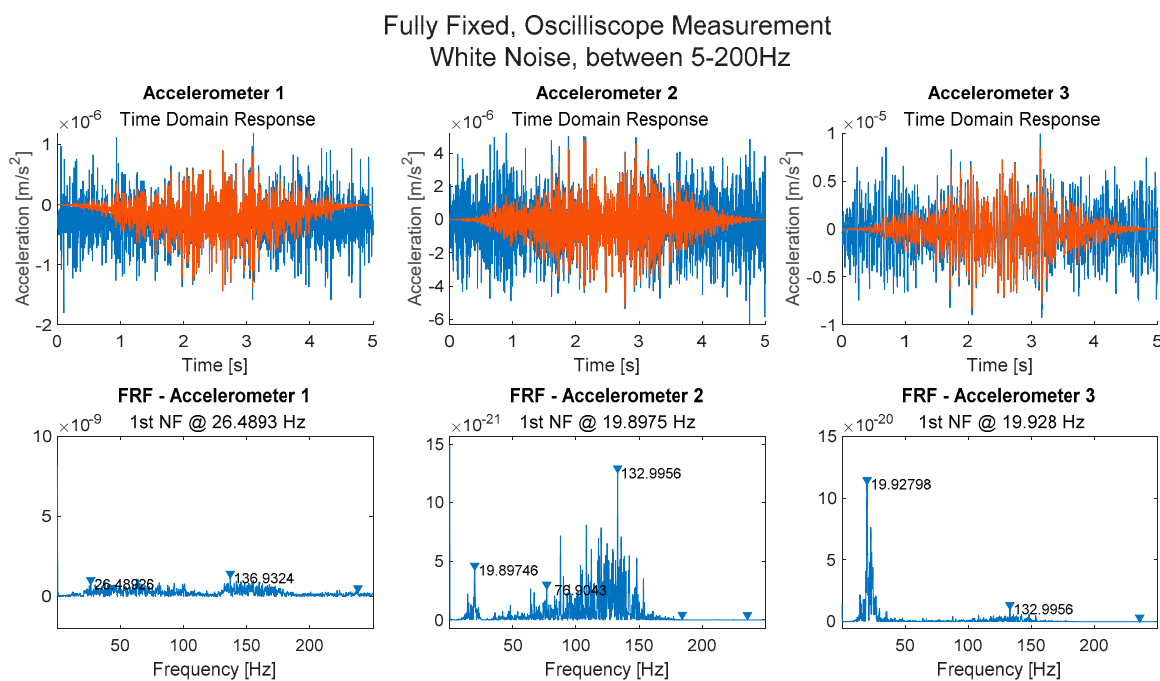 Fully Fixed, Oscilliscope Measurement
White Noise, between 5-200Hz
Accelerometer 1
Time Domain Response
×10^-6
1
0
-1
-2
Acceleration [m/s²]
0 1 2 3 4 5
Time [s]
Accelerometer 2
Time Domain Response
×10^-6
4
2
0
-2
-4
-6
Acceleration [m/s²]
0 1 2 3 4 5
Time [s]
Accelerometer 3
Time Domain Response
×10^-5
1
0.5
0
-0.5
-1
Acceleration [m/s²]
0 1 2 3 4 5
Time [s]
FRF - Accelerometer 1
1st NF @ 26.4893 Hz
×10^-9
10
5
0
26.48926
136.9324
50 100 150 200
Frequency [Hz]
FRF - Accelerometer 2
1st NF @ 19.8975 Hz
×10^-21
15
10
5
0
132.9956
19.89746
76.9043
50 100 150 200
Frequency [Hz]
FRF - Accelerometer 3
1st NF @ 19.928 Hz
×10^-20
15
10
5
0
19.92798
132.9956
50 100 150 200
Frequency [Hz]